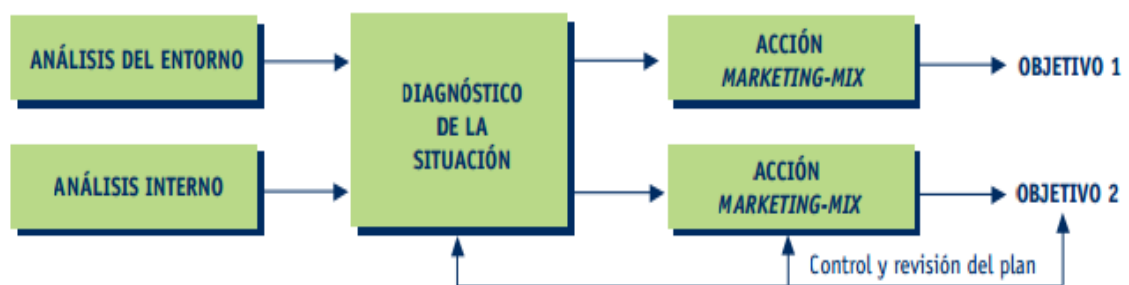 ANÁLISIS DEL ENTORNO
ANÁLISIS INTERNO
DIAGNÓSTICO
DE LA
SITUACIÓN
ACCIÓN
MARKETING-MIX
OBJETIVO 1
ACCIÓN
MARKETING-MIX
OBJETIVO 2
Control y revisión del plan